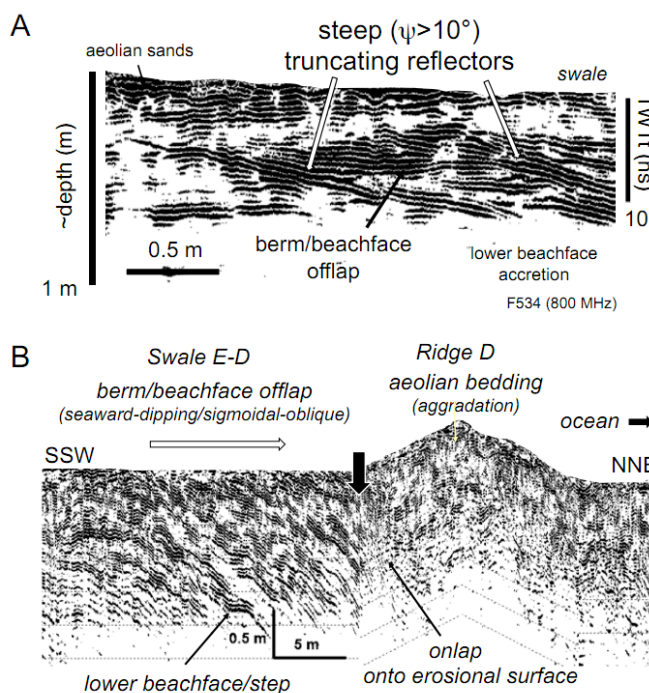 A
aeolian sands
steep (ψ>10°)
truncating reflectors
swale
~depth (m)
TWTT (ns)
10
0.5 m
1 m
berm/beachface
offlap
lower beachface
accretion
F534 (800 MHz)
B
Swale E-D
Ridge D
berm/beachface offlap
(seaward-dipping/sigmoidal-oblique)
aeolian bedding
(aggradation)
ocean
SSW
NNE
0.5 m
5 m
lower beachface/step
onlap
onto erosional surface